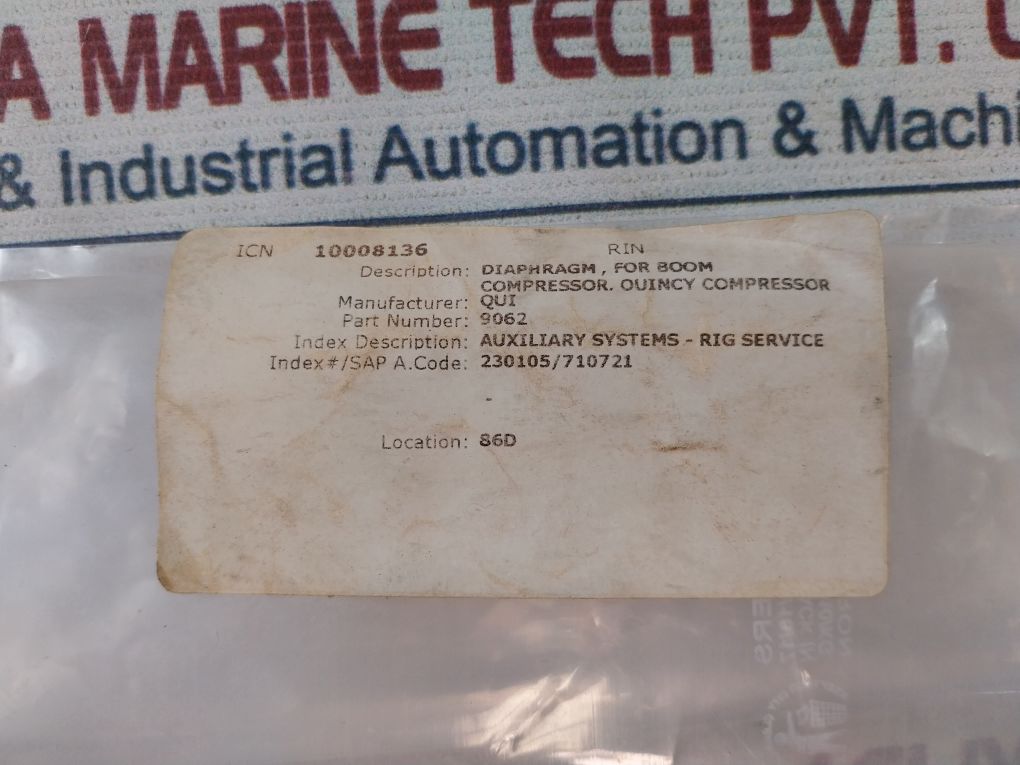 A MARINE TECH PVT.
& Industrial Automation & Machi
ICN 10008136 RIN
Description: DIAPHRAGM , FOR BOOM
COMPRESSOR. QUINCY COMPRESSOR
Manufacturer: QUI
Part Number: 9062
Index Description: AUXILIARY SYSTEMS - RIG SERVICE
Index#/SAP A.Code: 230105/710721
-
Location: 86D